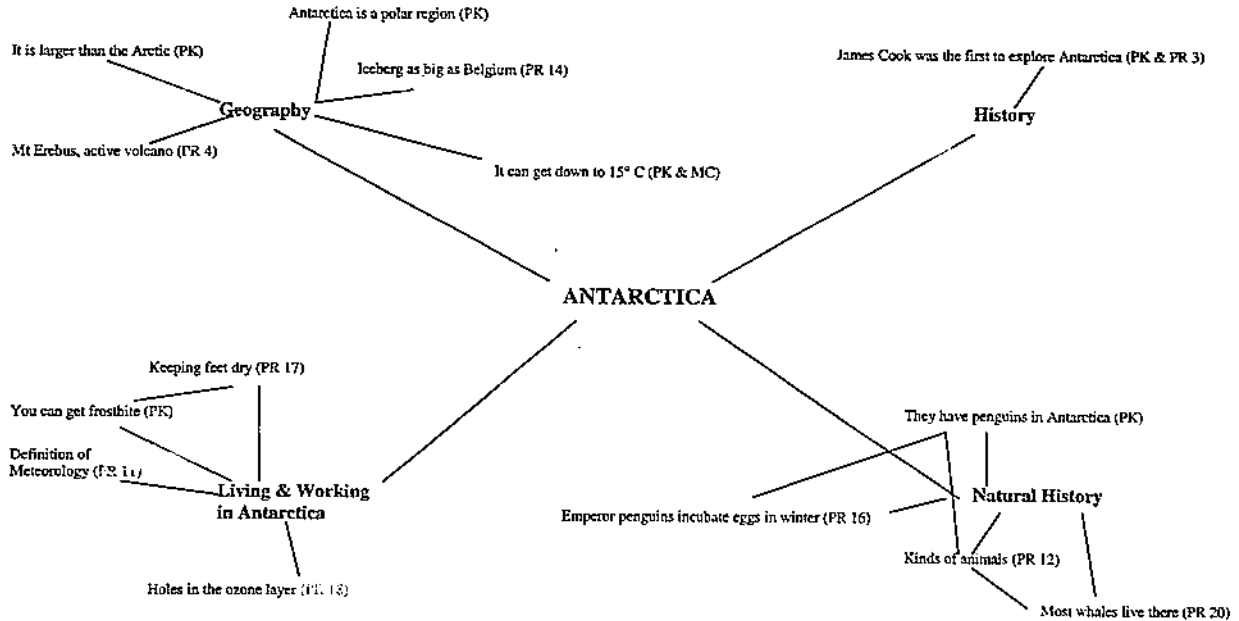 Antarctica is a polar region (PK)
It is larger than the Arctic (PK)
James Cook was the first to explore Antarctica (PK & PR 3)
Iceberg as big as Belgium (PR 14)
Geography
History
Mt Erebus, active volcano (PR 4)
It can get down to 15° C (PK & MC)
ANTARCTICA
Keeping feet dry (PR 17)
You can get frostbite (PK)
They have penguins in Antarctica (PK)
Definition of
Meteorology (PR 11)
Living & Working
in Antarctica
Natural History
Emperor penguins incubate eggs in winter (PR 16)
Kinds of animals (PR 12)
Holes in the ozone layer (PR 18)
Most whales live there (PR 20)